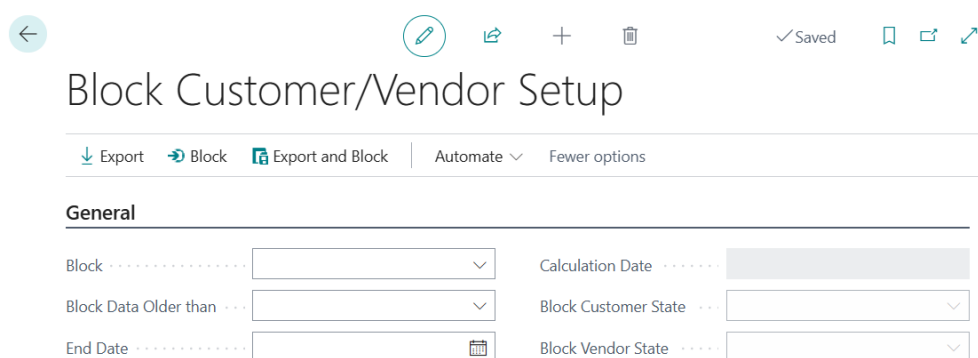 Saved
Block Customer/Vendor Setup
Export Block Export and Block Automate Fewer options
General
Block Calculation Date
Block Data Older than Block Customer State
End Date Block Vendor State